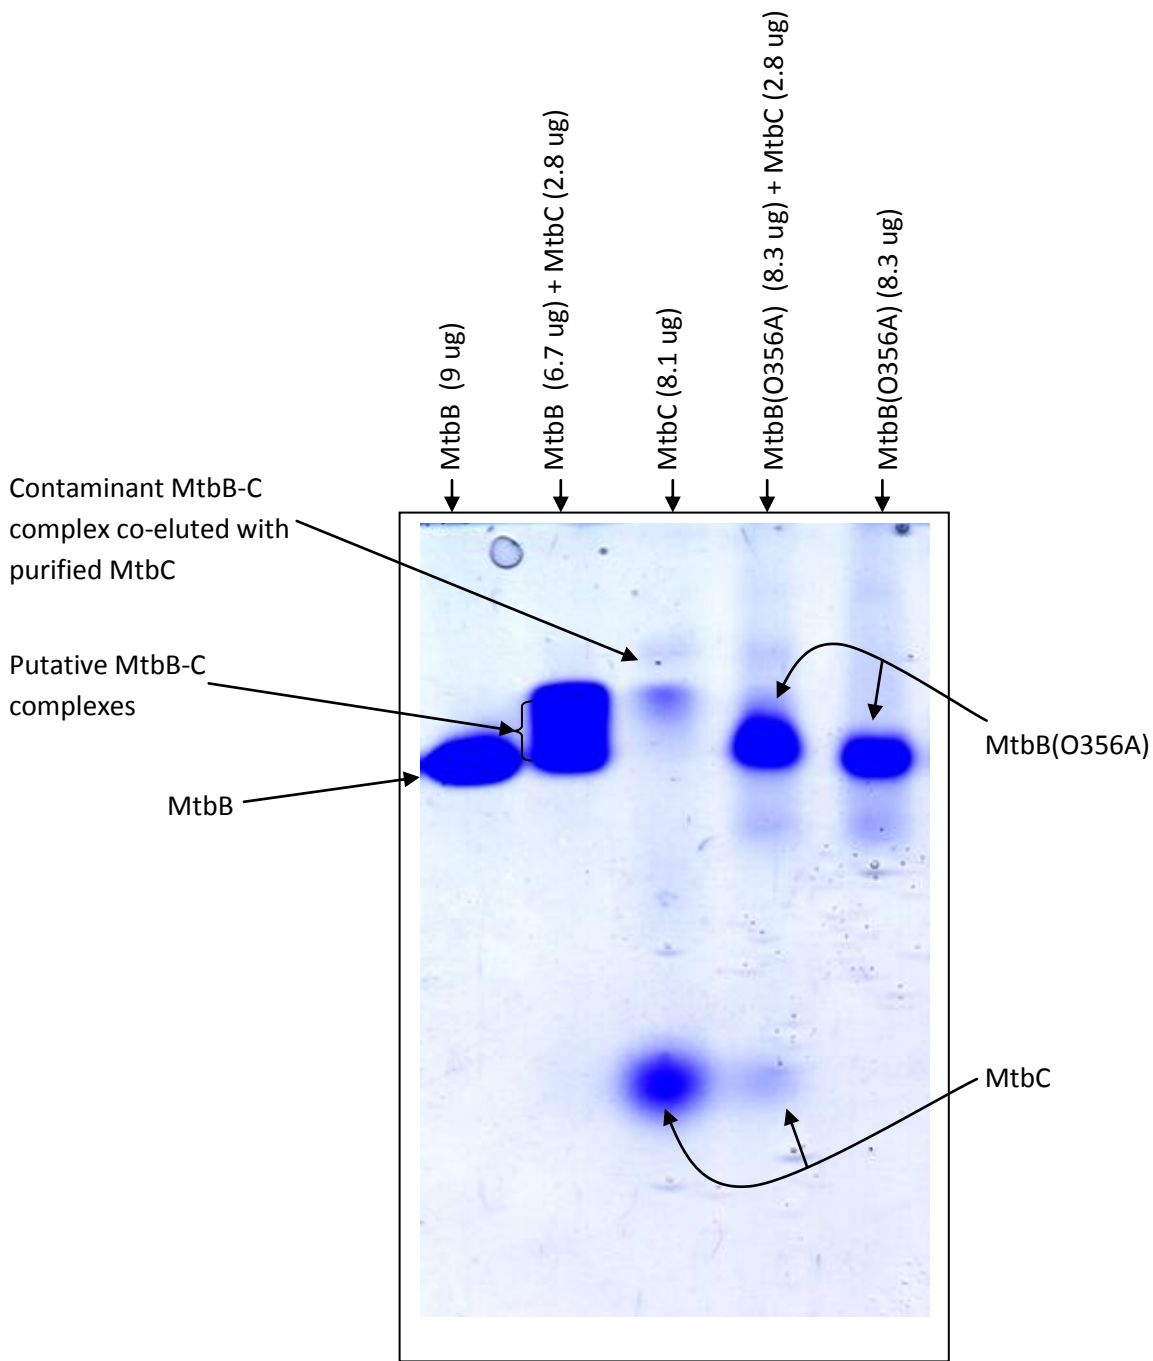 MtbB  (9 ug)
MtbB  (6.7 ug) + MtbC (2.8 ug)
MtbC (8.1 ug)
MtbB(O356A)  (8.3 ug) + MtbC (2.8 ug)
MtbB(O356A) (8.3 ug)
Contaminant MtbB-C
complex co-eluted with
purified MtbC
Putative MtbB-C
complexes
MtbB
MtbB(O356A)
MtbC